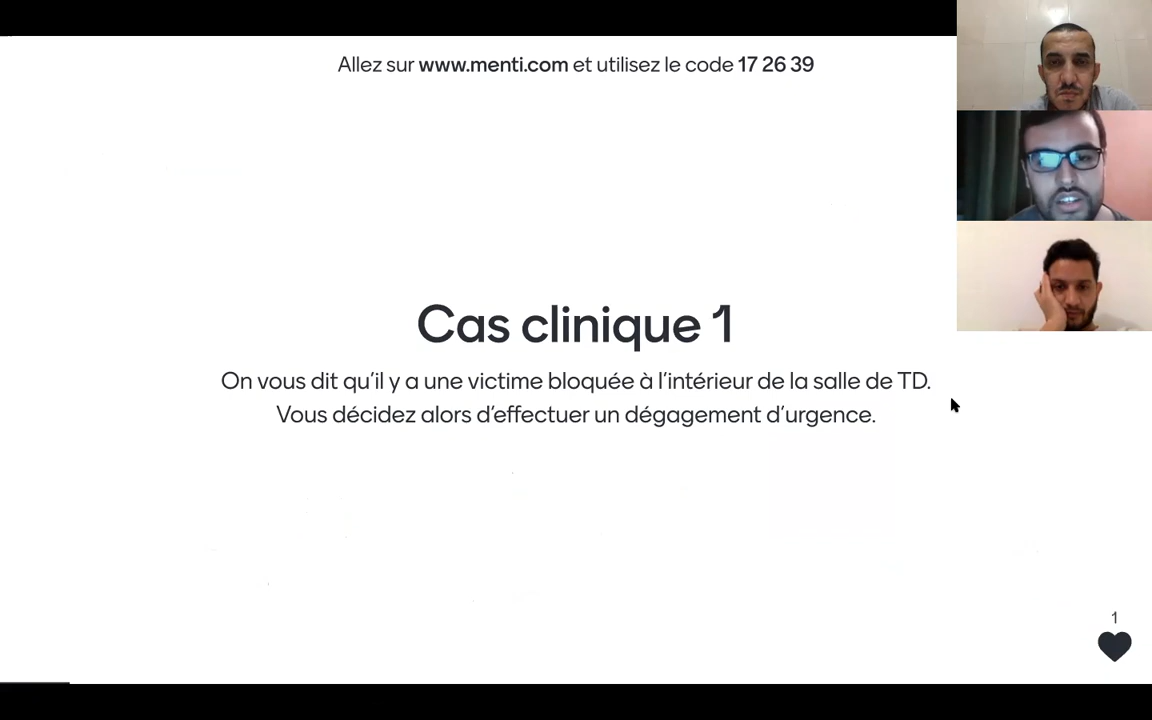 Allez sur www.menti.com et utilisez le code 17 26 39
Cas clinique 1
On vous dit qu'il y a une victime bloquée à l'intérieur de la salle de TD.
Vous décidez alors d'effectuer un dégagement d'urgence.
1